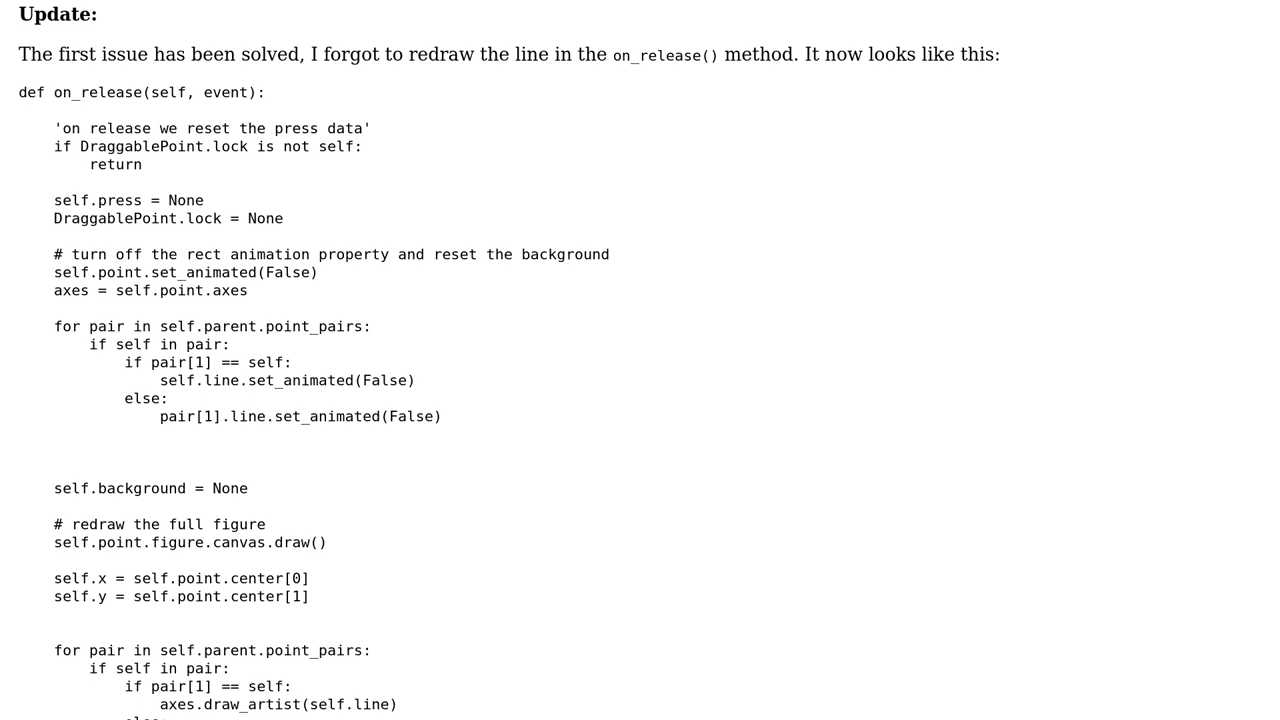 Update:
The first issue has been solved, I forgot to redraw the line in the on_release() method. It now looks like this:
def on_release(self, event):
    'on release we reset the press data'
    if DraggablePoint.lock is not self:
        return
    self.press = None
    DraggablePoint.lock = None
    # turn off the rect animation property and reset the background
    self.point.set_animated(False)
    axes = self.point.axes
    for pair in self.parent.point_pairs:
        if self in pair:
            if pair[1] == self:
                self.line.set_animated(False)
            else:
                pair[1].line.set_animated(False)
    self.background = None
    # redraw the full figure
    self.point.figure.canvas.draw()
    self.x = self.point.center[0]
    self.y = self.point.center[1]
    for pair in self.parent.point_pairs:
        if self in pair:
            if pair[1] == self:
                axes.draw_artist(self.line)